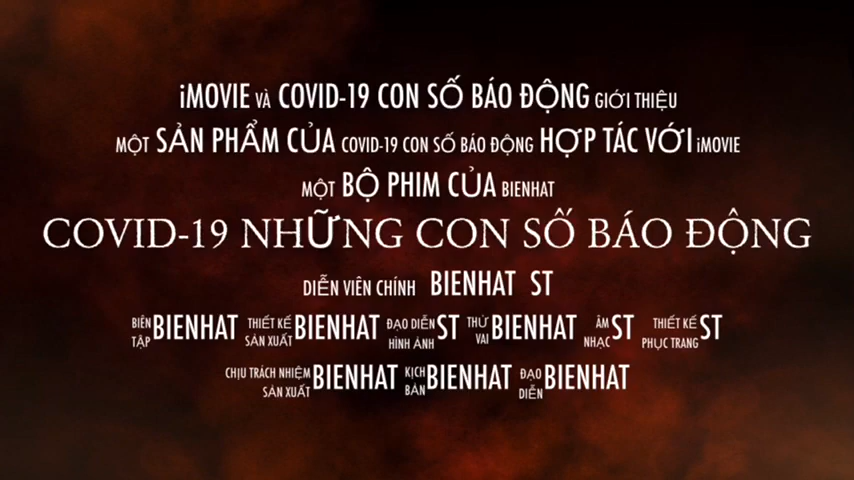 iMOVIE VÀ COVID-19 CON SỐ BÁO ĐỘNG GIỚI THIỆU
MỘT SẢN PHẨM CỦA COVID-19 CON SỐ BÁO ĐỘNG HỢP TÁC VỚI iMOVIE
MỘT BỘ PHIM CỦA BIENHAT
COVID-19 NHỮNG CON SỐ BÁO ĐỘNG
DIỄN VIÊN CHÍNH BIENHAT ST
BIÊN TẬP BIENHAT THIẾT KẾ SẢN XUẤT BIENHAT ĐẠO DIỄN HÌNH ẢNH ST THỬ VAI BIENHAT ÂM NHẠC ST THIẾT KẾ PHỤC TRANG ST
CHỊU TRÁCH NHIỆM SẢN XUẤT BIENHAT KỊCH BẢN BIENHAT ĐẠO DIỄN BIENHAT